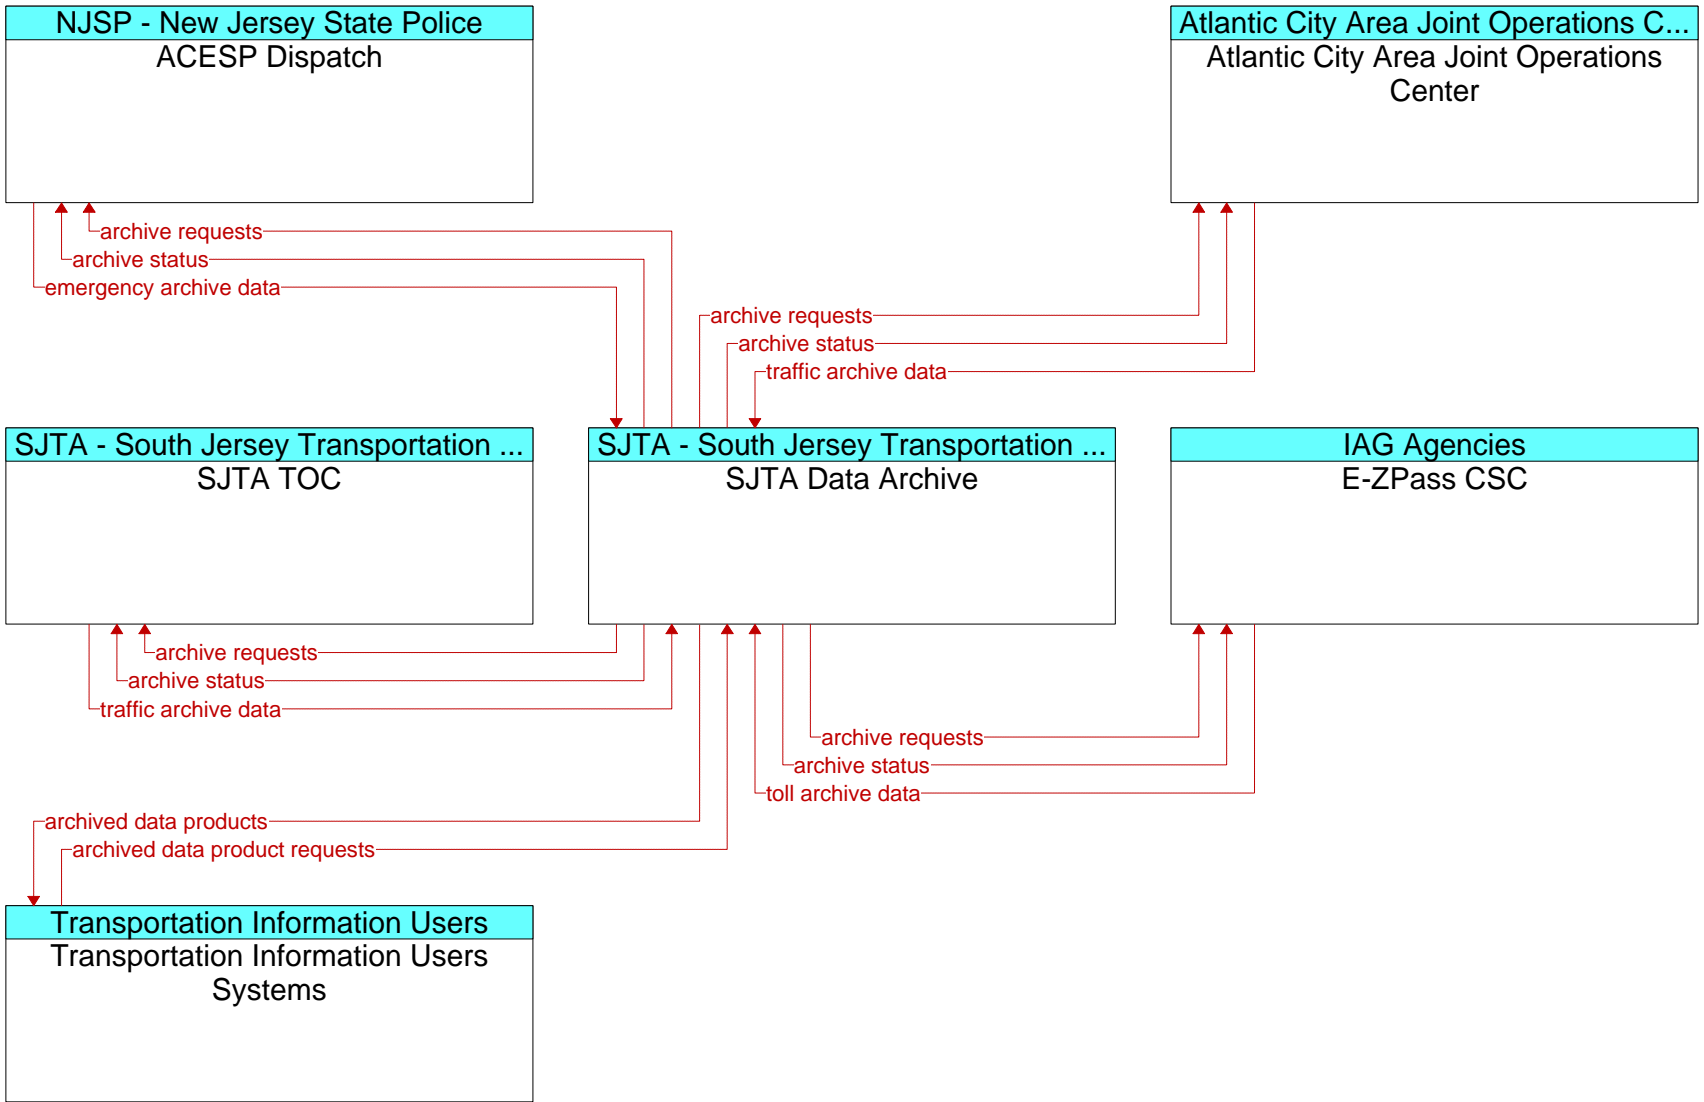 NJSP - New Jersey State Police
ACESP Dispatch
Atlantic City Area Joint Operations C...
Atlantic City Area Joint Operations
Center
archive requests
archive status
emergency archive data
archive requests
archive status
traffic archive data
SJTA - South Jersey Transportation ...
SJTA TOC
SJTA - South Jersey Transportation ...
SJTA Data Archive
IAG Agencies
E-ZPass CSC
archive requests
archive status
traffic archive data
archive requests
archive status
toll archive data
archived data products
archived data product requests
Transportation Information Users
Transportation Information Users
Systems